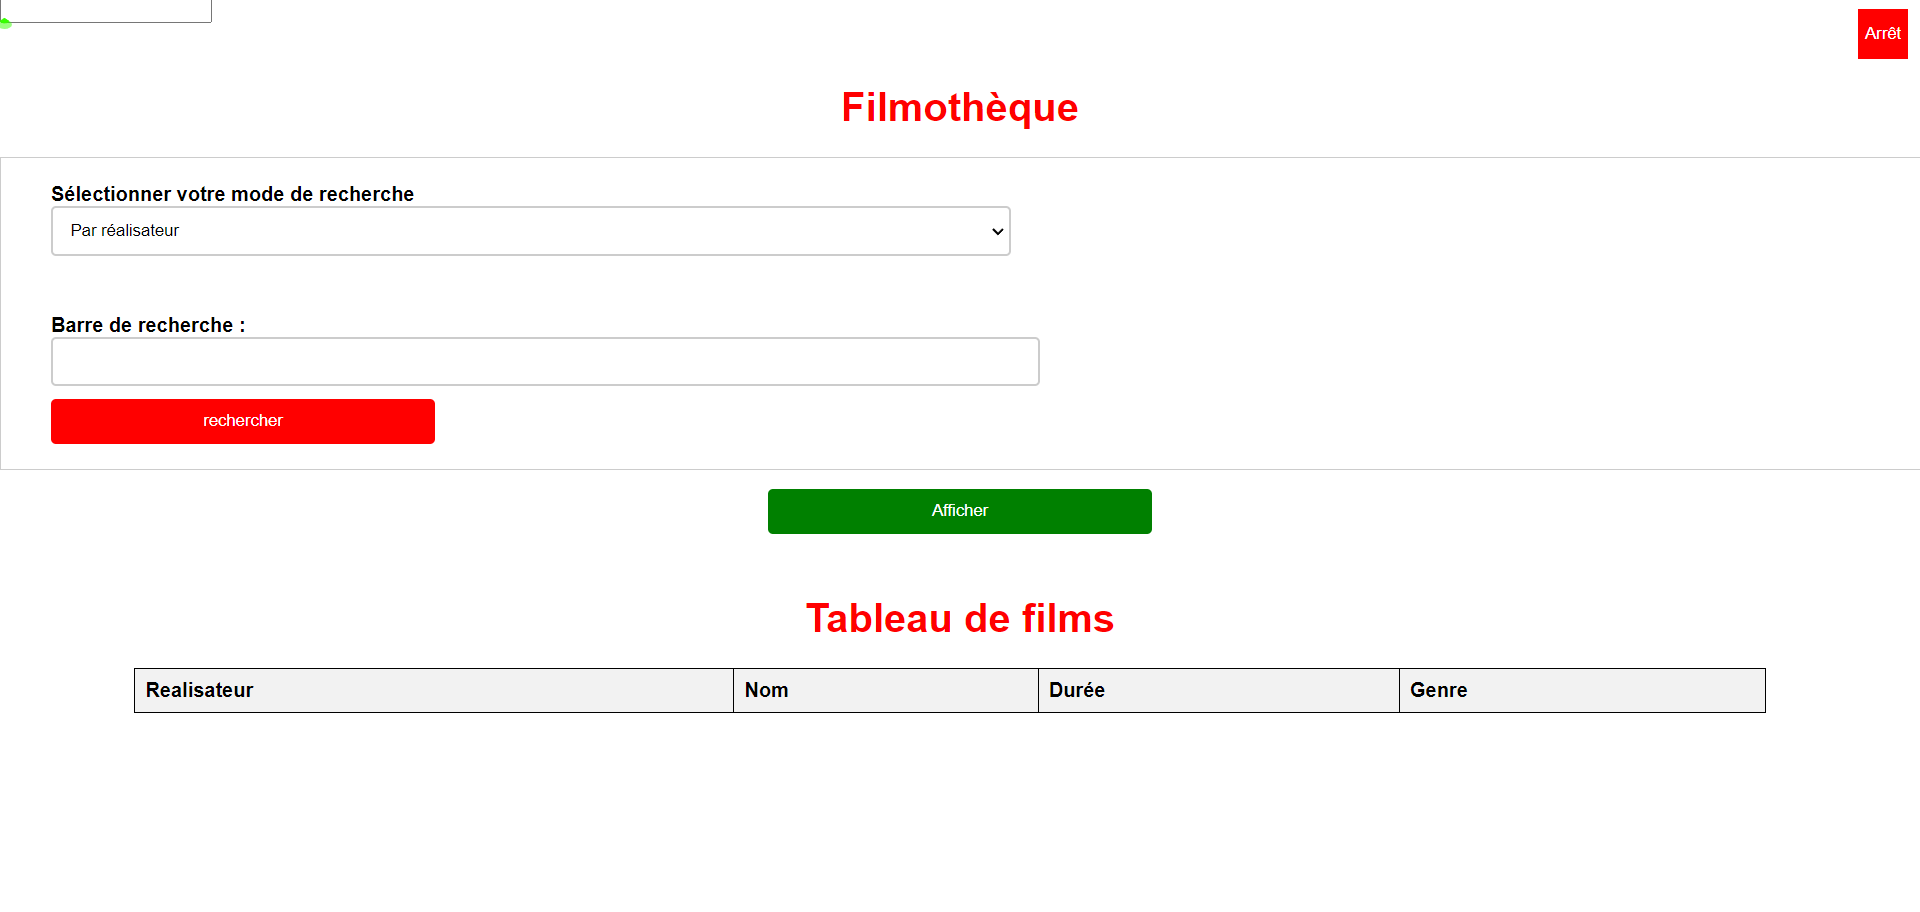 Arrêt
Filmothèque
Sélectionner votre mode de recherche
Par réalisateur
Barre de recherche :
rechercher
Afficher
Tableau de films
Realisateur Nom Durée Genre